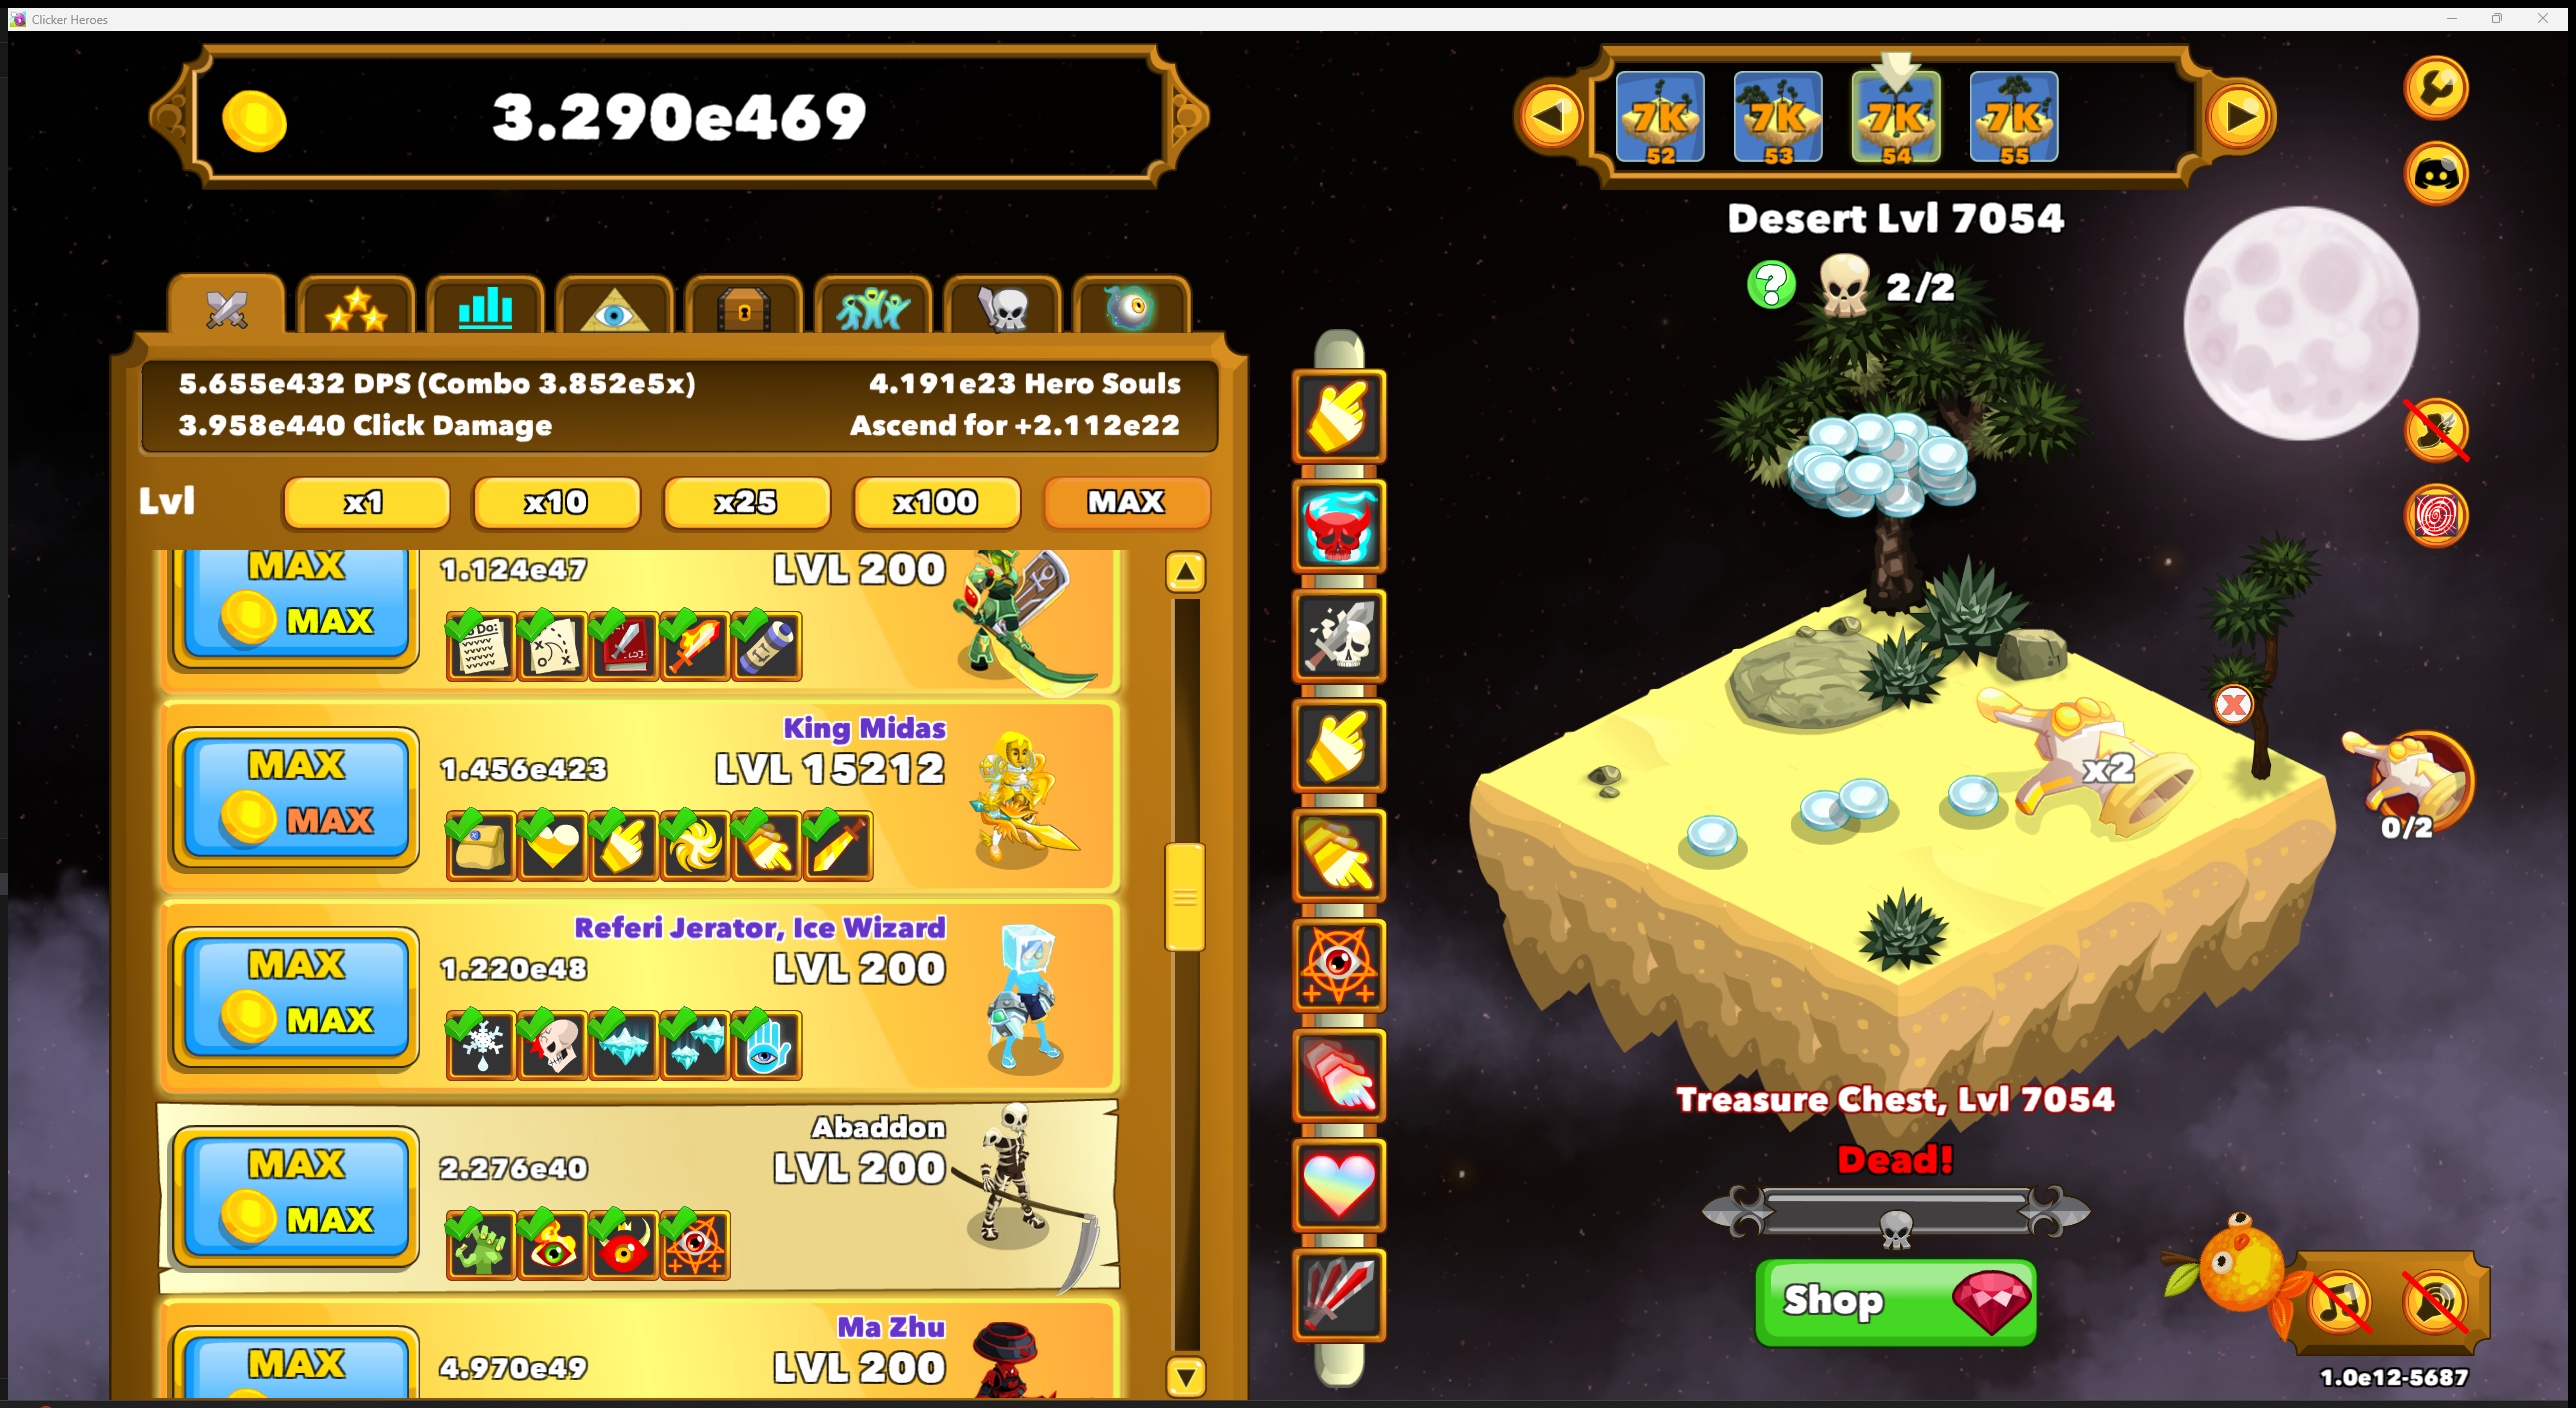 Clicker Heroes
3.290e469
7K
52
7K
53
7K
54
7K
55
Desert Lvl 7054
2/2
5.655e432 DPS (Combo 3.852e5x)
4.191e23 Hero Souls
3.958e440 Click Damage
Ascend for +2.112e22
Lvl
x1
x10
x25
x100
MAX
MAX
MAX
1.124e47
LVL 200
Do:
King Midas
MAX
MAX
1.456e423
LVL 15212
Referi Jerator, Ice Wizard
MAX
MAX
1.220e48
LVL 200
Abaddon
MAX
MAX
2.276e40
LVL 200
Ma Zhu
MAX
4.970e49
LVL 200
x2
X
0/2
Treasure Chest, Lvl 7054
Dead!
Shop
1.0e12-5687